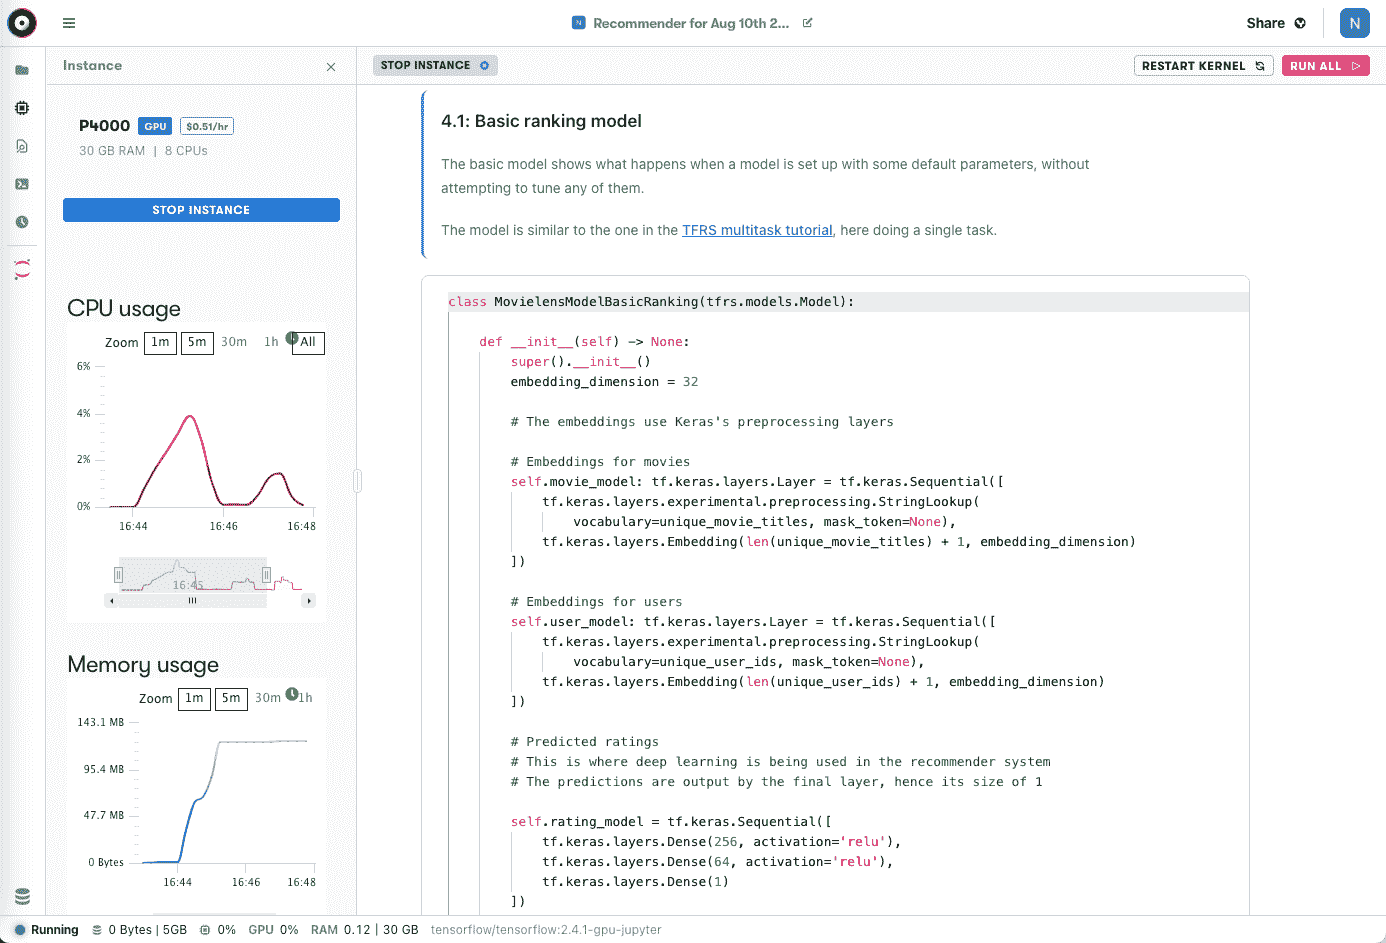 N Recommender for Aug 10th 2...
Share
N
Instance
STOP INSTANCE
RESTART KERNEL
RUN ALL
P4000 GPU $0.51/hr
30 GB RAM | 8 CPUs
STOP INSTANCE
CPU usage
Zoom 1m 5m 30m 1h All
6%
4%
2%
0%
16:44 16:46 16:48
16:45
Memory usage
Zoom 1m 5m 30m 1h
143.1 MB
95.4 MB
47.7 MB
0 Bytes
16:44 16:46 16:48
4.1: Basic ranking model
The basic model shows what happens when a model is set up with some default parameters, without
attempting to tune any of them.
The model is similar to the one in the TFRS multitask tutorial, here doing a single task.
class MovielensModelBasicRanking(tfrs.models.Model):
def __init__(self) -> None:
super().__init__()
embedding_dimension = 32
# The embeddings use Keras's preprocessing layers
# Embeddings for movies
self.movie_model: tf.keras.layers.Layer = tf.keras.Sequential([
tf.keras.layers.experimental.preprocessing.StringLookup(
vocabulary=unique_movie_titles, mask_token=None),
tf.keras.layers.Embedding(len(unique_movie_titles) + 1, embedding_dimension)
])
# Embeddings for users
self.user_model: tf.keras.layers.Layer = tf.keras.Sequential([
tf.keras.layers.experimental.preprocessing.StringLookup(
vocabulary=unique_user_ids, mask_token=None),
tf.keras.layers.Embedding(len(unique_user_ids) + 1, embedding_dimension)
])
# Predicted ratings
# This is where deep learning is being used in the recommender system
# The predictions are output by the final layer, hence its size of 1
self.rating_model = tf.keras.Sequential([
tf.keras.layers.Dense(256, activation='relu'),
tf.keras.layers.Dense(64, activation='relu'),
tf.keras.layers.Dense(1)
])
Running 0 Bytes | 5GB 0% GPU 0% RAM 0.12 | 30 GB tensorflow/tensorflow:2.4.1-gpu-jupyter